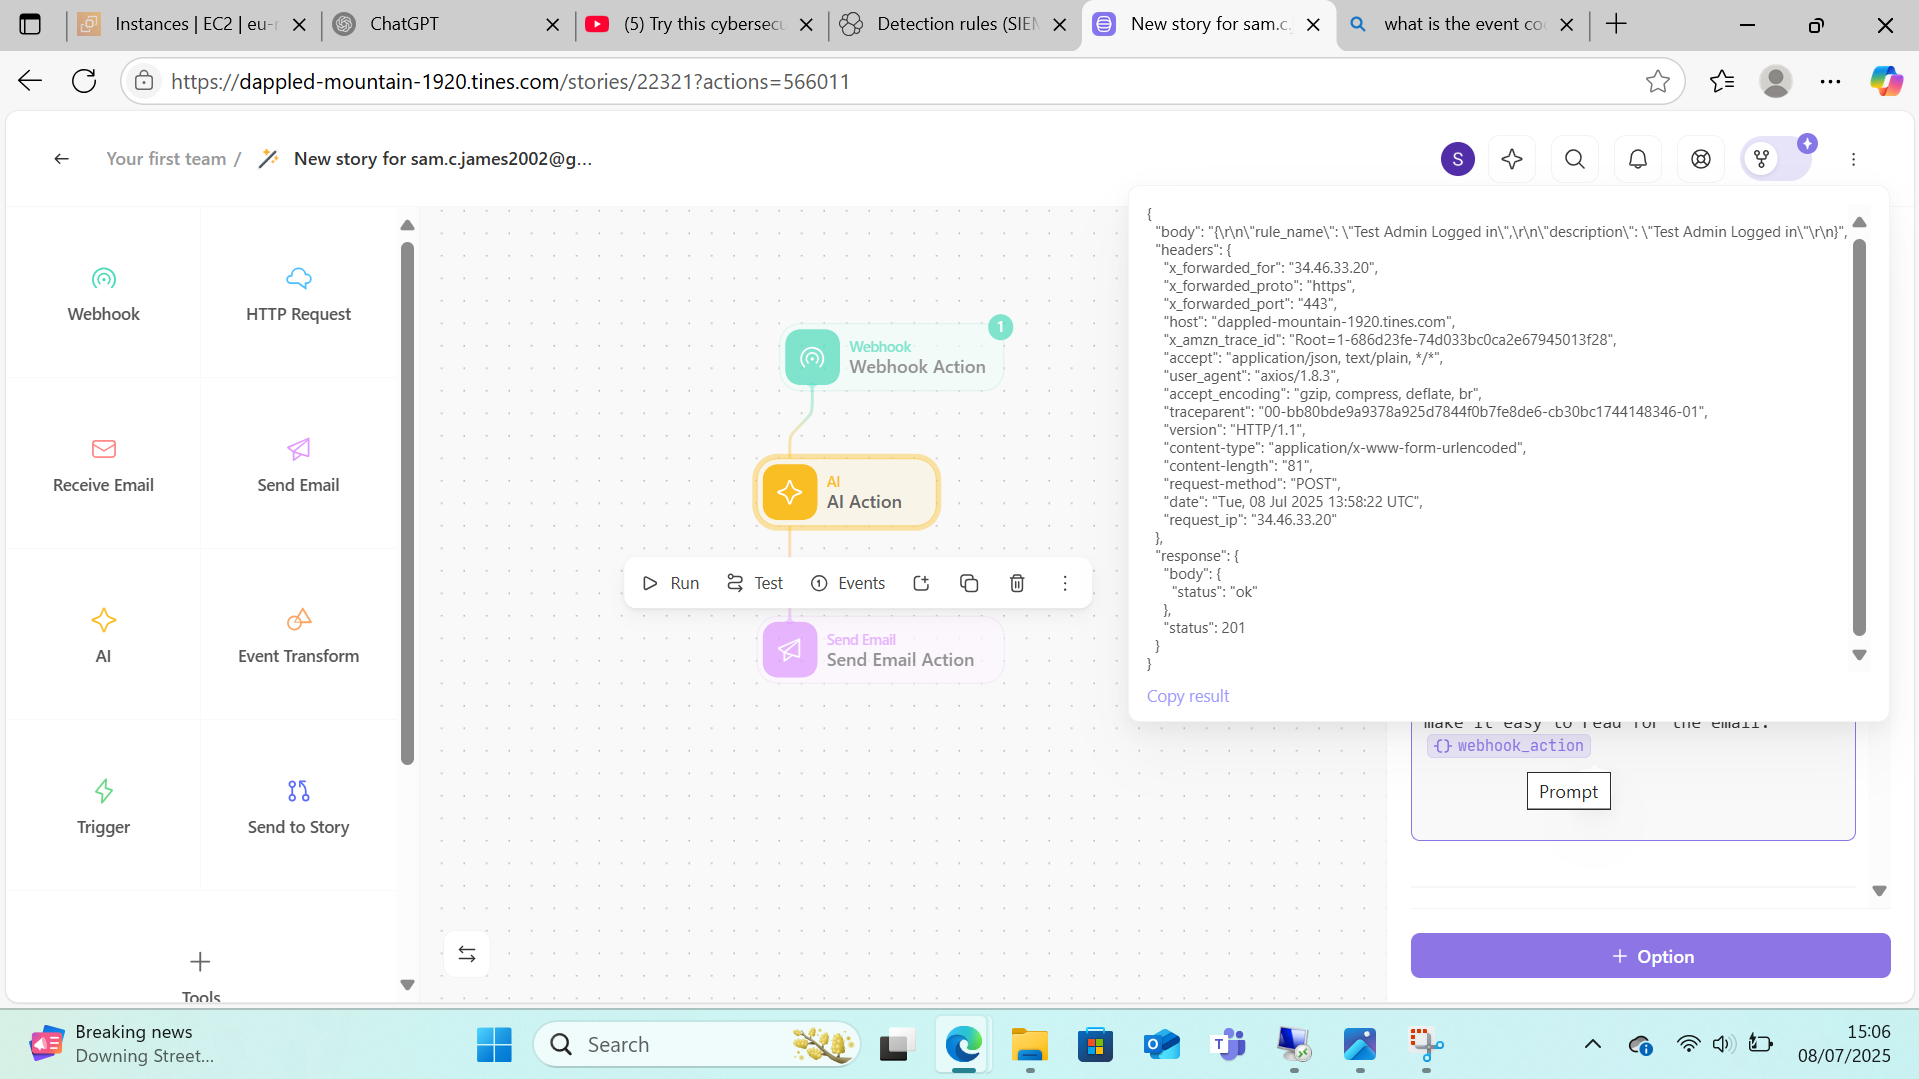 Instances | EC2 | eu-n
ChatGPT
(5) Try this cybersecu
Detection rules (SIEM
New story for sam.c.j
what is the event co
https://dappled-mountain-1920.tines.com/stories/22321?actions=566011
Your first team /
New story for sam.c.james2002@g...
S
Webhook
HTTP Request
Receive Email
Send Email
AI
Event Transform
Trigger
Send to Story
Tools
1
Webhook
Webhook Action
AI
AI Action
Run
Test
Events
Send Email
Send Email Action
{
"body": "{\r\n\"rule_name\": \"Test Admin Logged in\",\r\n\"description\": \"Test Admin Logged in\"\r\n}",
"headers": {
"x_forwarded_for": "34.46.33.20",
"x_forwarded_proto": "https",
"x_forwarded_port": "443",
"host": "dappled-mountain-1920.tines.com",
"x_amzn_trace_id": "Root=1-686d23fe-74d033bc0ca2e67945013f28",
"accept": "application/json, text/plain, */*",
"user_agent": "axios/1.8.3",
"accept_encoding": "gzip, compress, deflate, br",
"traceparent": "00-bb80bde9a9378a925d7844f0b7fe8de6-cb30bc1744148346-01",
"version": "HTTP/1.1",
"content-type": "application/x-www-form-urlencoded",
"content-length": "81",
"request-method": "POST",
"date": "Tue, 08 Jul 2025 13:58:22 UTC",
"request_ip": "34.46.33.20"
},
"response": {
"body": {
"status": "ok"
},
"status": 201
}
}
Copy result
make it easy to read for the email.
{} webhook_action
Prompt
+ Option
Breaking news
Downing Street...
Search
15:06
08/07/2025